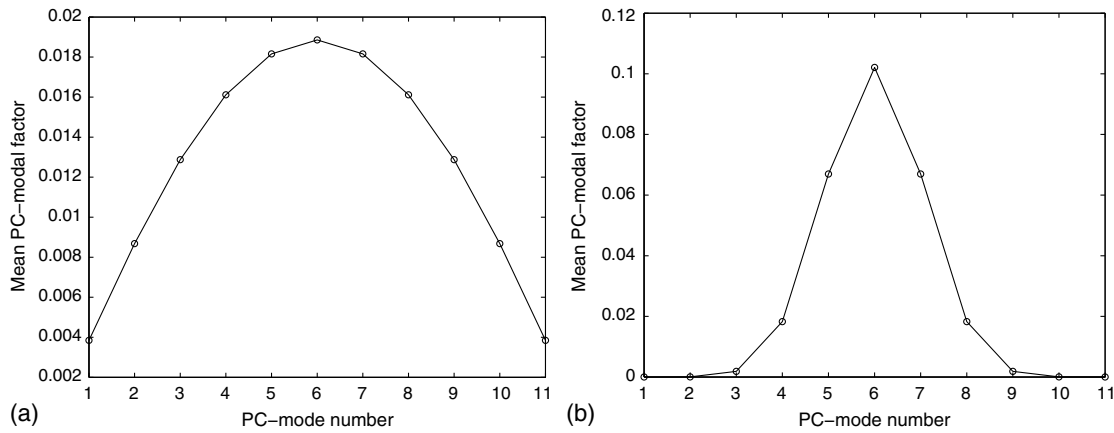 0.02
0.018
0.016
0.014
0.012
0.01
0.008
0.006
0.004
0.002
Mean PC−modal factor
1 2 3 4 5 6 7 8 9 10 11
PC−mode number
(a)
0.12
0.1
0.08
0.06
0.04
0.02
0
Mean PC−modal factor
1 2 3 4 5 6 7 8 9 10 11
PC−mode number
(b)